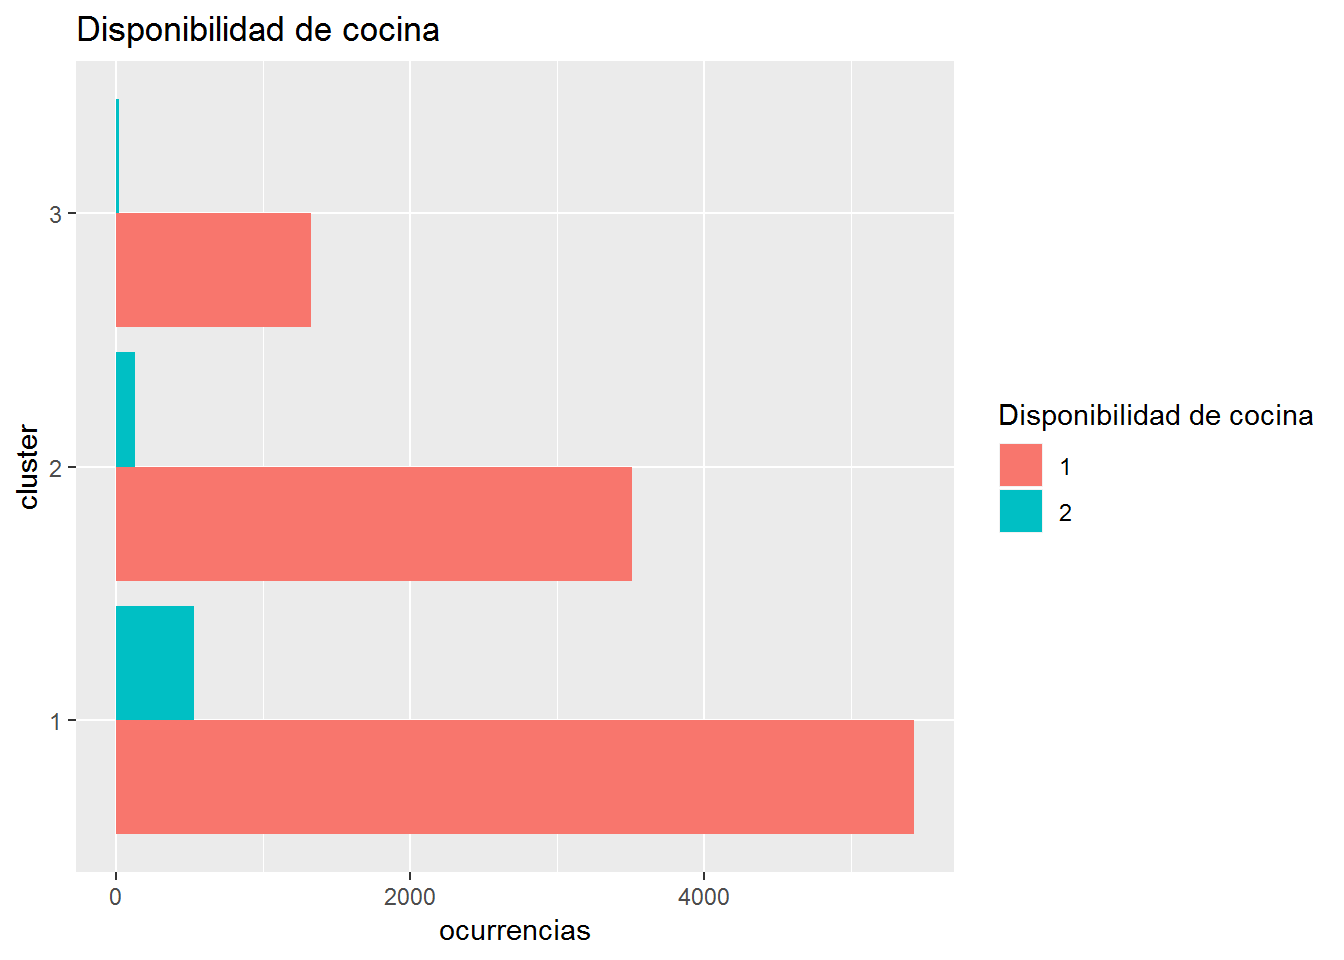 Disponibilidad de cocina
3
2
1
cluster
0
2000
4000
ocurrencias
Disponibilidad de cocina
1
2